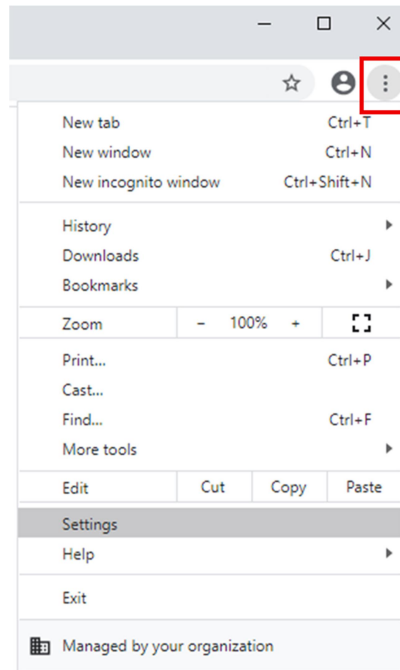 New tab Ctrl+T
New window Ctrl+N
New incognito window Ctrl+Shift+N
History
Downloads Ctrl+J
Bookmarks
Zoom - 100% +
Print... Ctrl+P
Cast...
Find... Ctrl+F
More tools
Edit Cut Copy Paste
Settings
Help
Exit
Managed by your organization